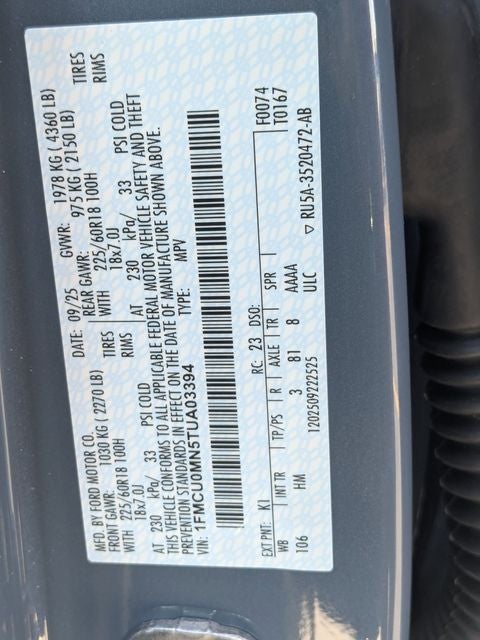 MFD. BY FORD MOTOR CO. DATE: 09/25 GVWR: 1978 KG ( 4360 LB)
FRONT GAWR: 1030 KG ( 2270 LB) REAR GAWR: 975 KG ( 2150 LB)
WITH 225/60R18 100H TIRES WITH 225/60R18 100H TIRES
18x7.0J RIMS 18x7.0J RIMS
AT 230 kPa/ 33 PSI COLD AT 230 kPa/ 33 PSI COLD
THIS VEHICLE CONFORMS TO ALL APPLICABLE FEDERAL MOTOR VEHICLE SAFETY AND THEFT
PREVENTION STANDARDS IN EFFECT ON THE DATE OF MANUFACTURE SHOWN ABOVE.
VIN: 1FMCU0MN5TUA03394 TYPE: MPV
F0074
T0167
EXT PNT: K1 RC: 23 DSO:
WB INT TR TP/PS R AXLE TR SPR
106 HM 3 81 8 AAAA
ULC
1202509222525
▽ RU5A-3520472-AB